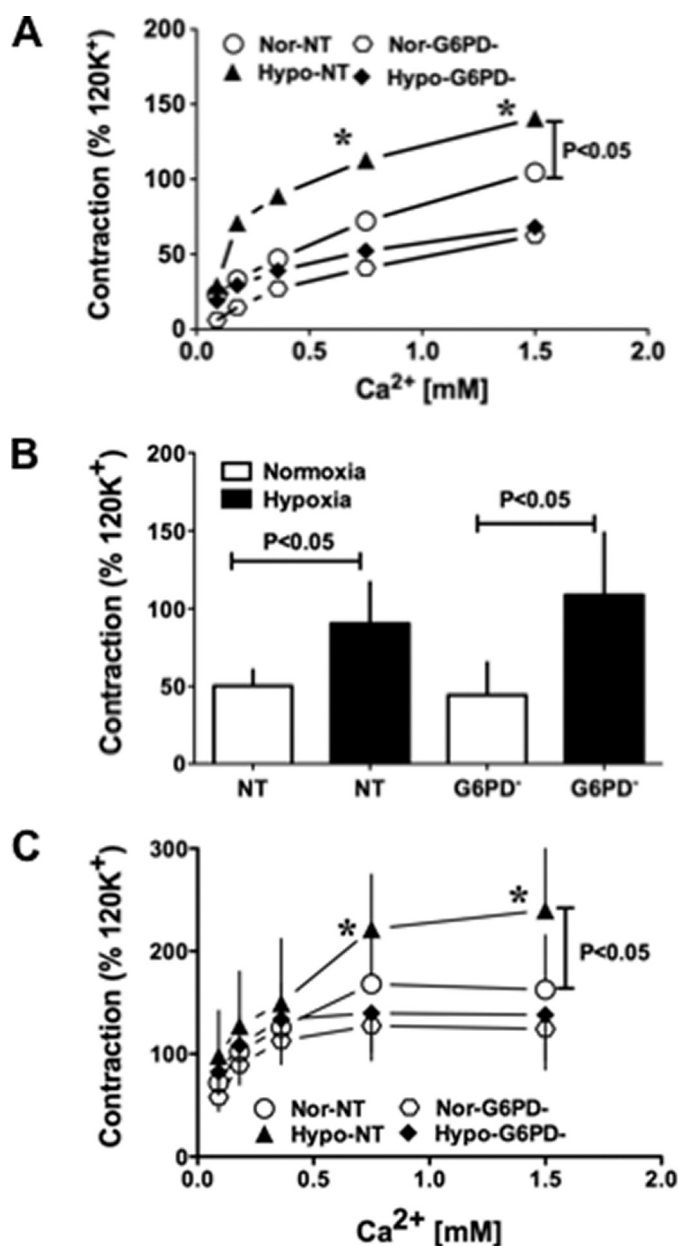 A
Contraction (% 120K⁺)
200
150
100
50
0
Nor-NT
Nor-G6PD-
Hypo-NT
Hypo-G6PD-
*
*
P<0.05
0.0
0.5
1.0
1.5
2.0
Ca²⁺ [mM]
B
Contraction (% 120K⁺)
200
150
100
50
0
Normoxia
Hypoxia
P<0.05
P<0.05
NT
NT
G6PD⁻
G6PD⁻
C
Contraction (% 120K⁺)
300
200
100
0
*
*
P<0.05
Nor-NT
Nor-G6PD-
Hypo-NT
Hypo-G6PD-
0.0
0.5
1.0
1.5
2.0
Ca²⁺ [mM]